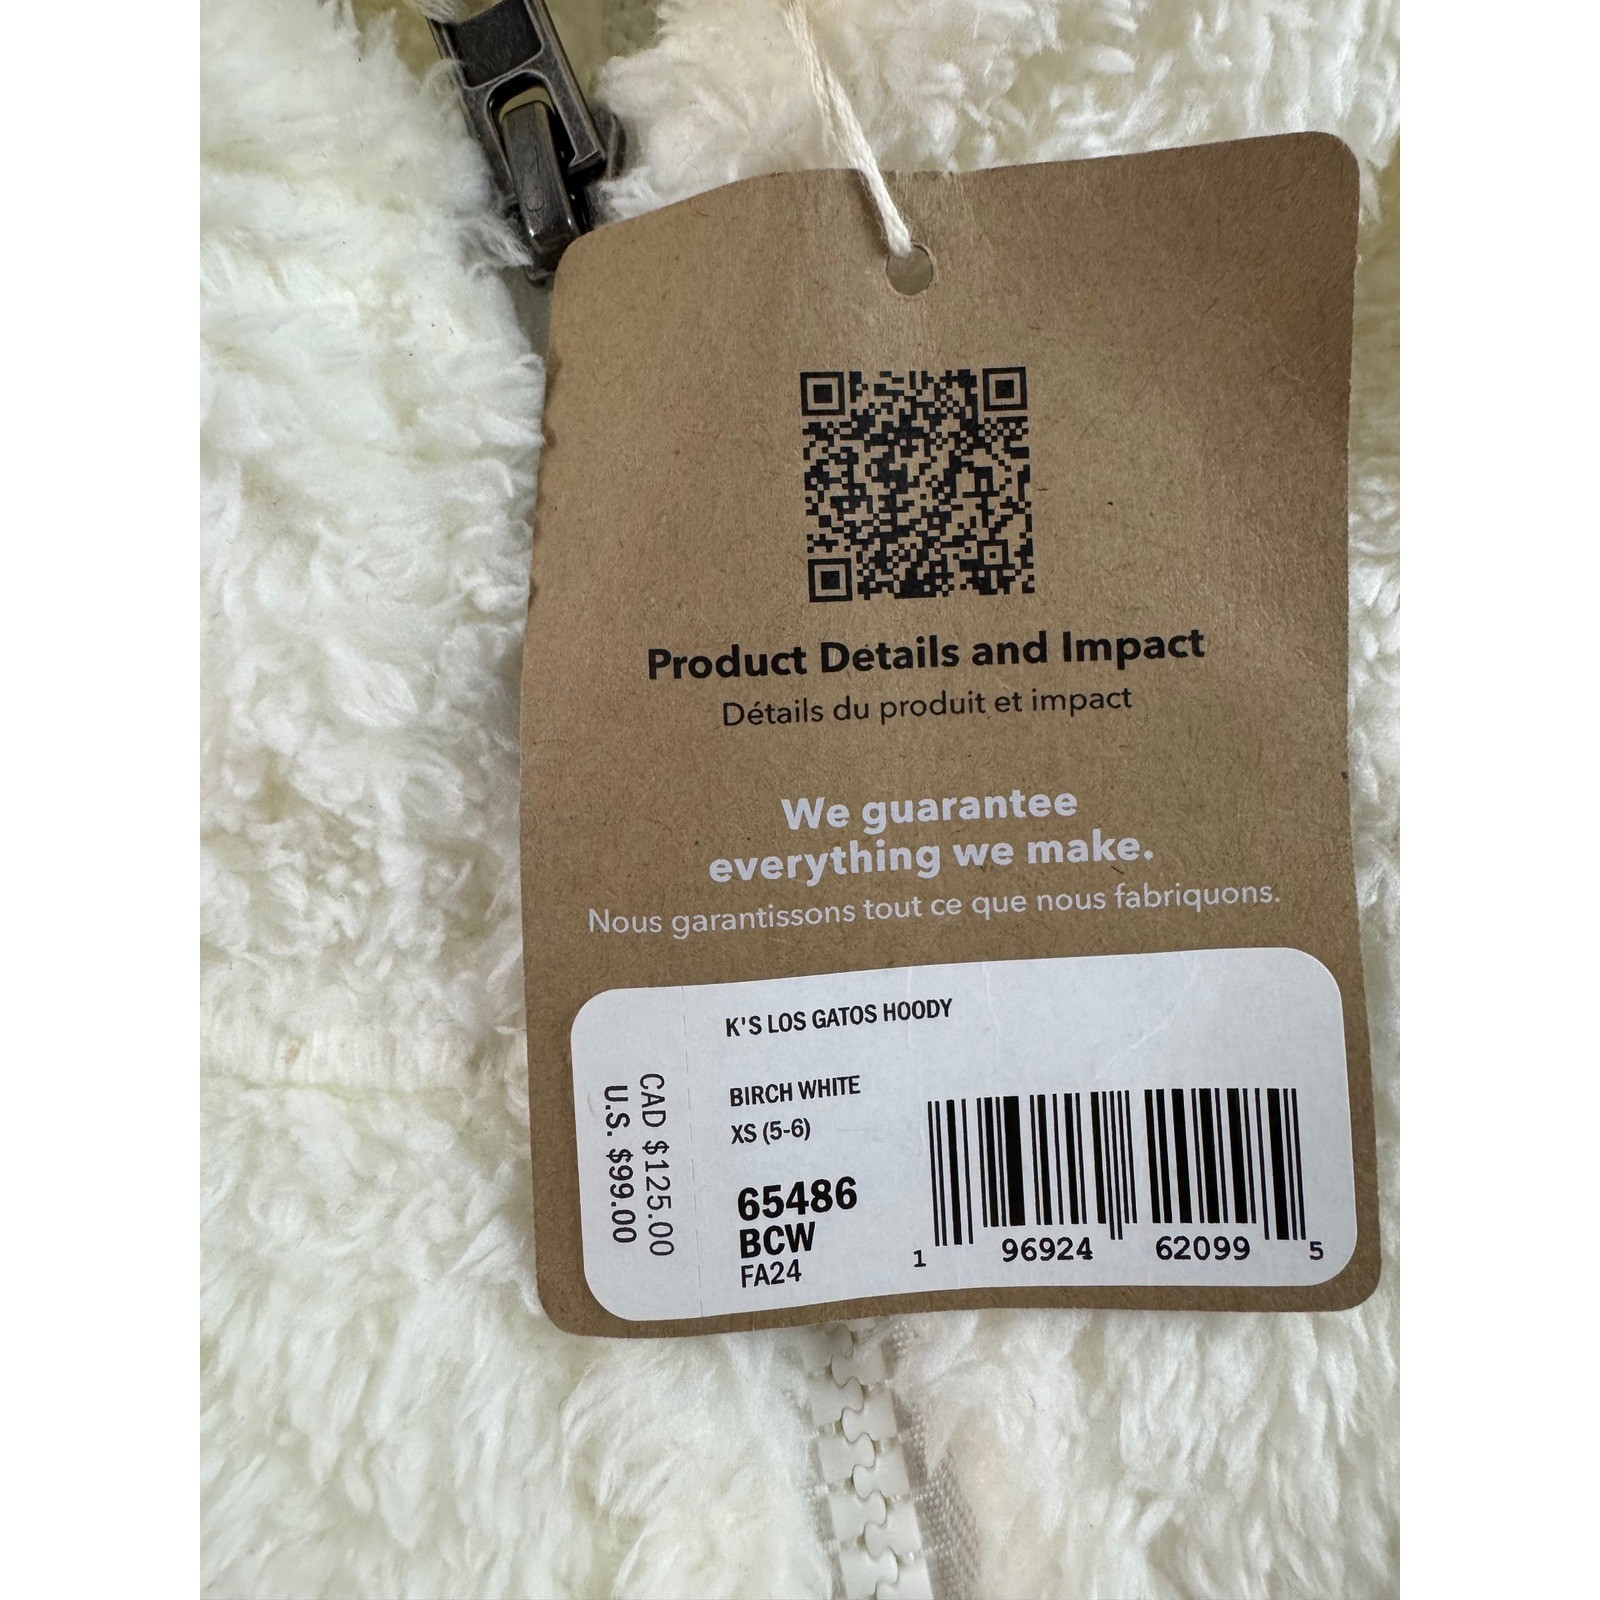 Product Details and Impact
Détails du produit et impact
We guarantee
everything we make.
Nous garantissons tout ce que nous fabriquons.
K'S LOS GATOS HOODY
BIRCH WHITE
XS (5-6)
65486
BCW
FA24
CAD $125.00
U.S. $99.00
1 96924 62099 5